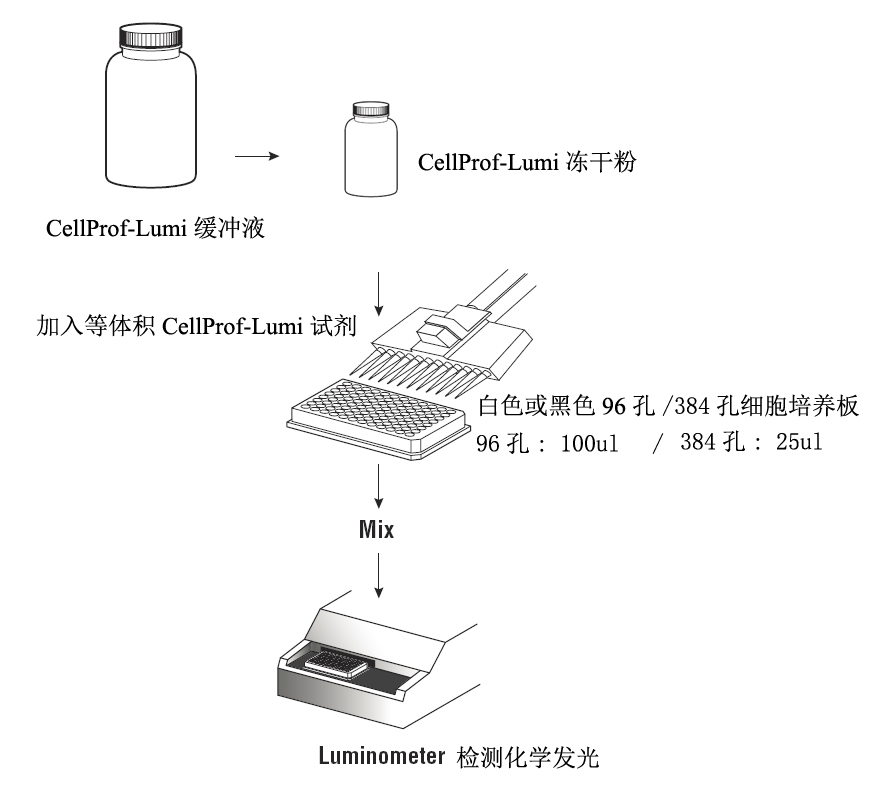 CellProf-Lumi 冻干粉
CellProf-Lumi 缓冲液
加入等体积 CellProf-Lumi 试剂
白色或黑色 96 孔 /384 孔细胞培养板
96 孔： 100ul / 384 孔： 25ul
Mix
Luminometer 检测化学发光